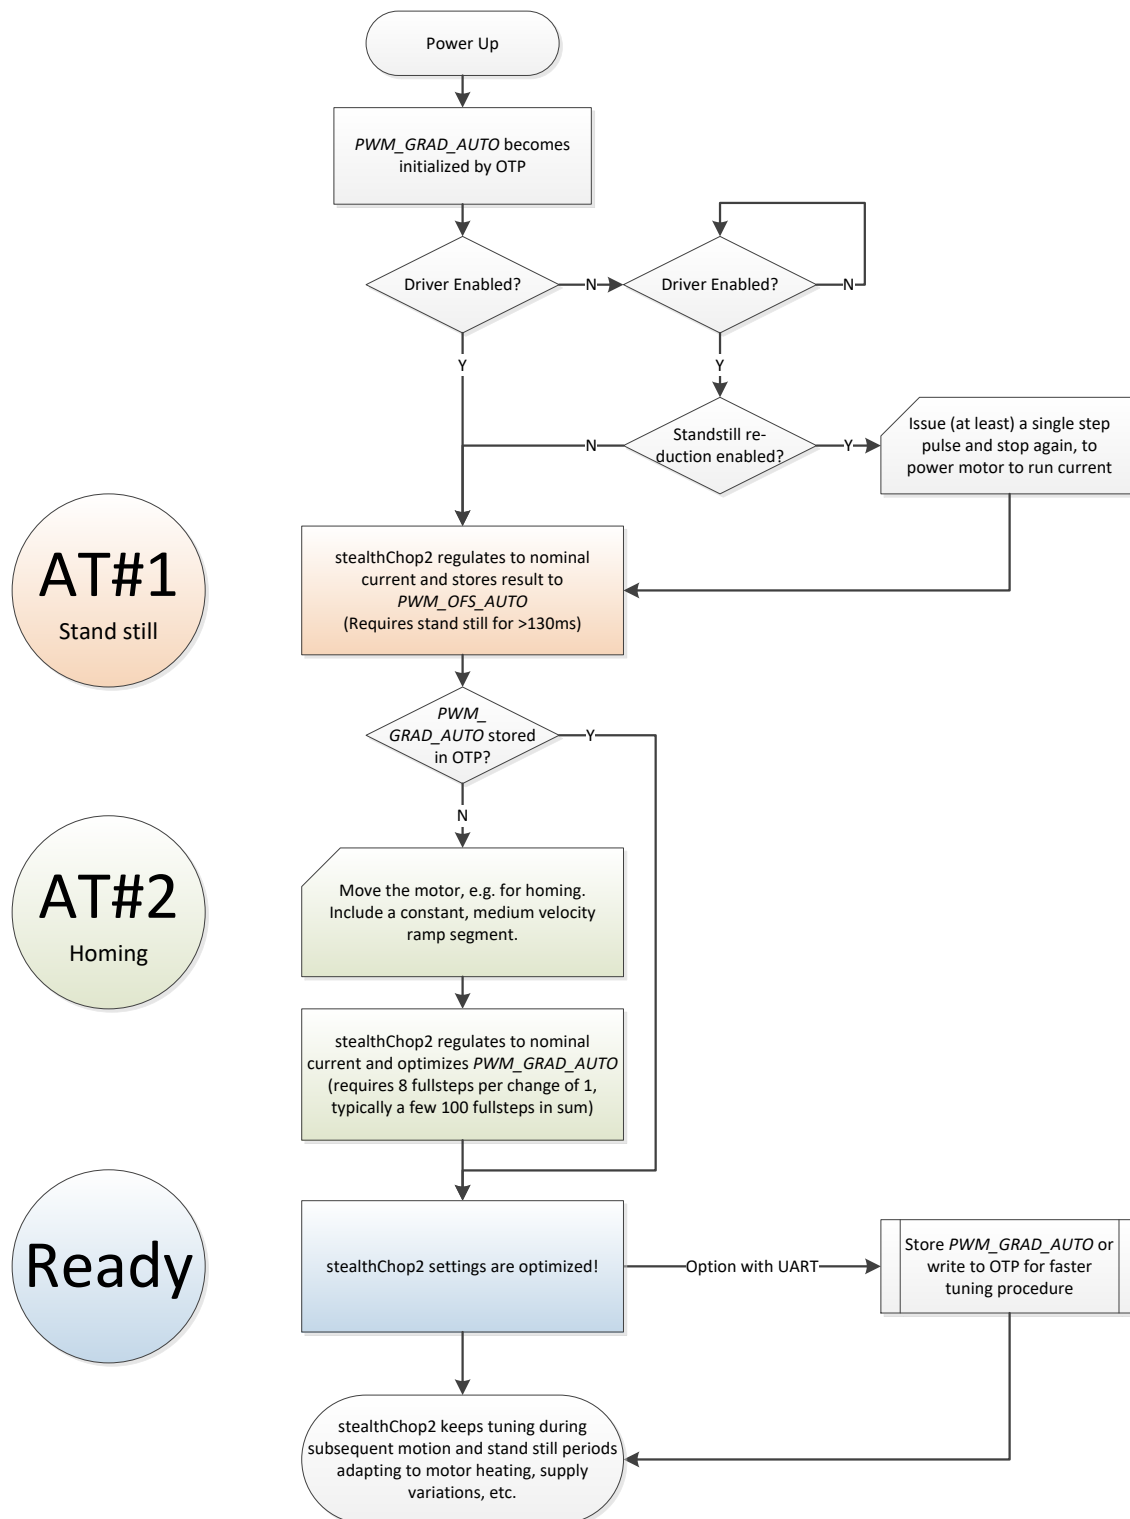 Power Up
PWM_GRAD_AUTO becomes
initialized by OTP
Driver Enabled?
N
Driver Enabled?
N
Y
Y
Standstill re-
duction enabled?
N
Y
Issue (at least) a single step
pulse and stop again, to
power motor to run current
AT#1
Stand still
stealthChop2 regulates to nominal
current and stores result to
PWM_OFS_AUTO
(Requires stand still for >130ms)
PWM_
GRAD_AUTO stored
in OTP?
Y
N
AT#2
Homing
Move the motor, e.g. for homing.
Include a constant, medium velocity
ramp segment.
stealthChop2 regulates to nominal
current and optimizes PWM_GRAD_AUTO
(requires 8 fullsteps per change of 1,
typically a few 100 fullsteps in sum)
Ready
stealthChop2 settings are optimized!
Option with UART
Store PWM_GRAD_AUTO or
write to OTP for faster
tuning procedure
stealthChop2 keeps tuning during
subsequent motion and stand still periods
adapting to motor heating, supply
variations, etc.